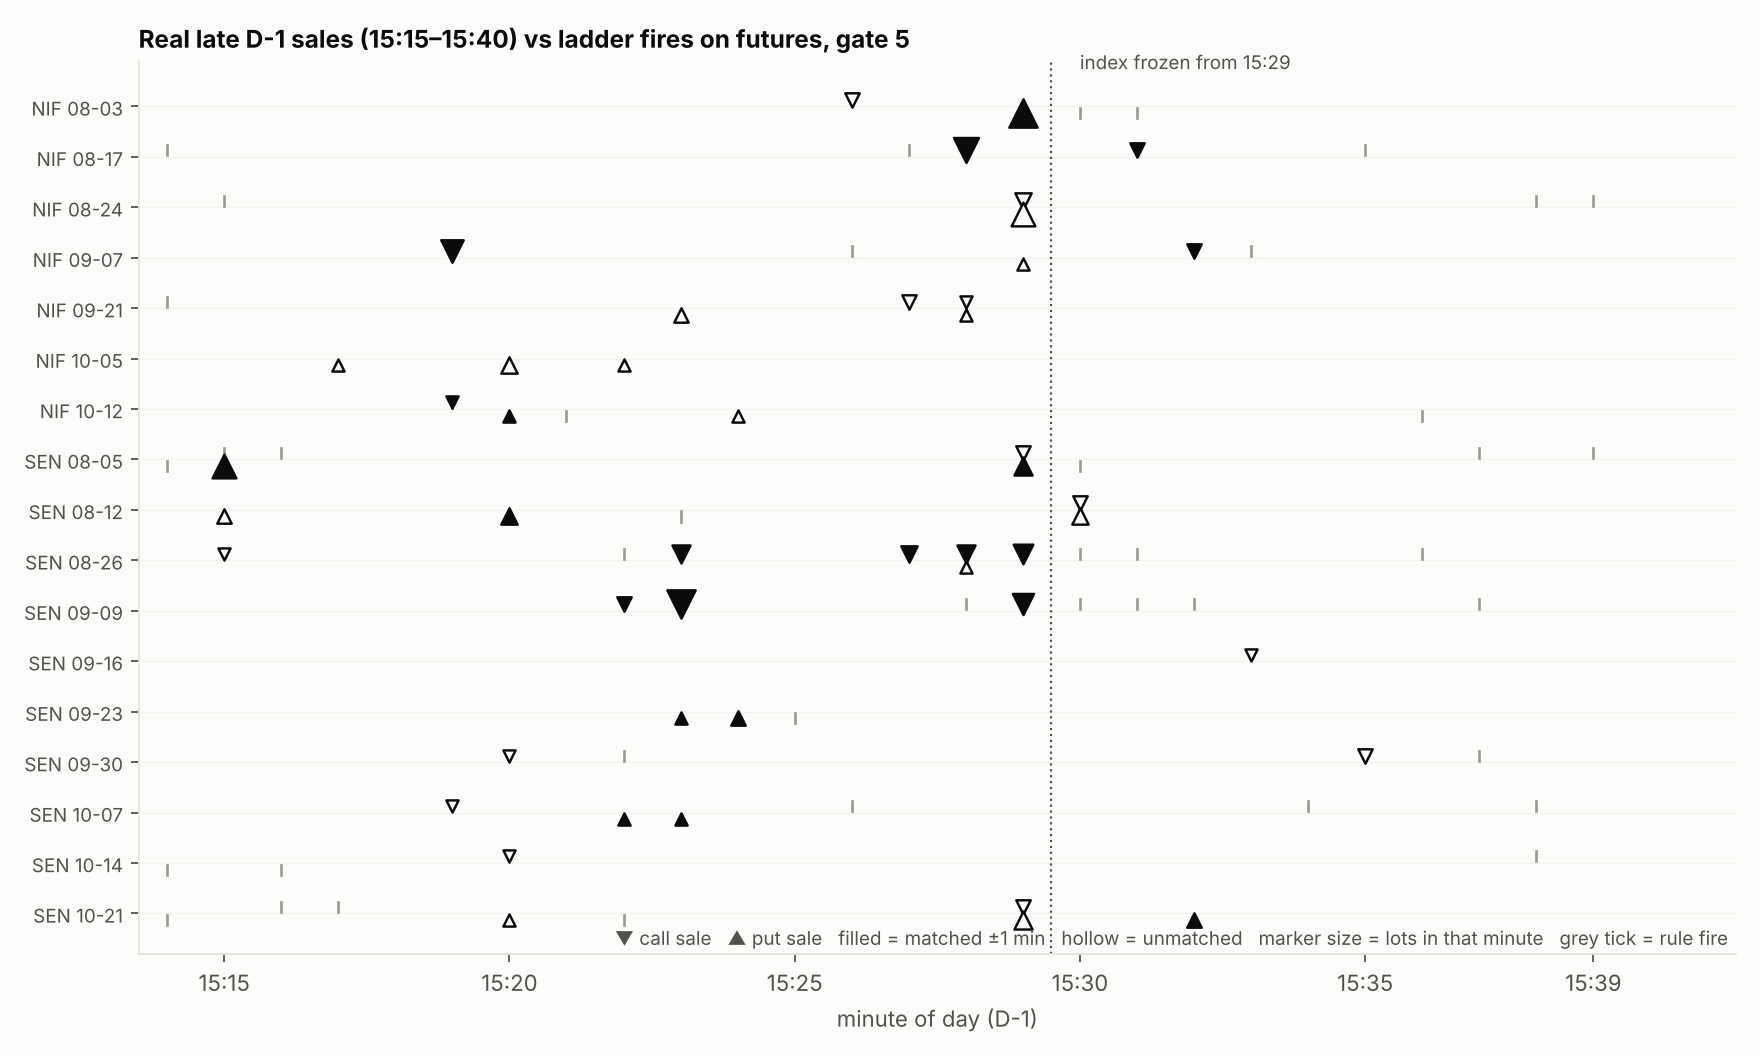 Real late D-1 sales (15:15–15:40) vs ladder fires on futures, gate 5
index frozen from 15:29
NIF 08-03
NIF 08-17
NIF 08-24
NIF 09-07
NIF 09-21
NIF 10-05
NIF 10-12
SEN 08-05
SEN 08-12
SEN 08-26
SEN 09-09
SEN 09-16
SEN 09-23
SEN 09-30
SEN 10-07
SEN 10-14
SEN 10-21
call sale put sale filled = matched ±1 min hollow = unmatched marker size = lots in that minute grey tick = rule fire
15:15 15:20 15:25 15:30 15:35 15:39
minute of day (D-1)